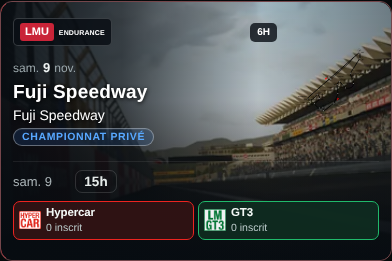 LMU ENDURANCE
6H
sam. 9 nov.
Fuji Speedway
Fuji Speedway
CHAMPIONNAT PRIVÉ
sam. 9 15h
HYPER CAR Hypercar
0 inscrit
LM GT3 GT3
0 inscrit